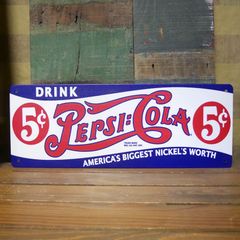 DRINK
5¢ PEPSI:COLA 5¢
AMERICA'S BIGGEST NICKEL'S WORTH